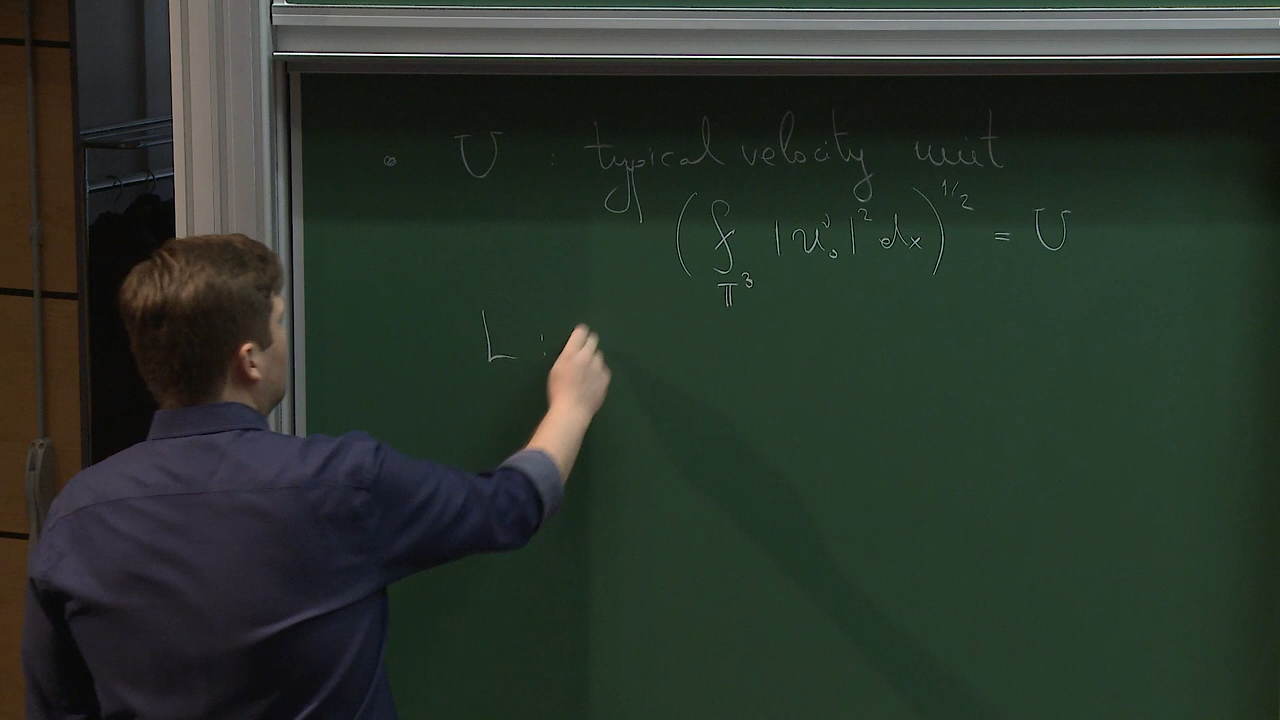 • U : typical velocity unit
( ⨍_{𝕋³} |u₀^ν|² dx )^{1/2} = U
L :